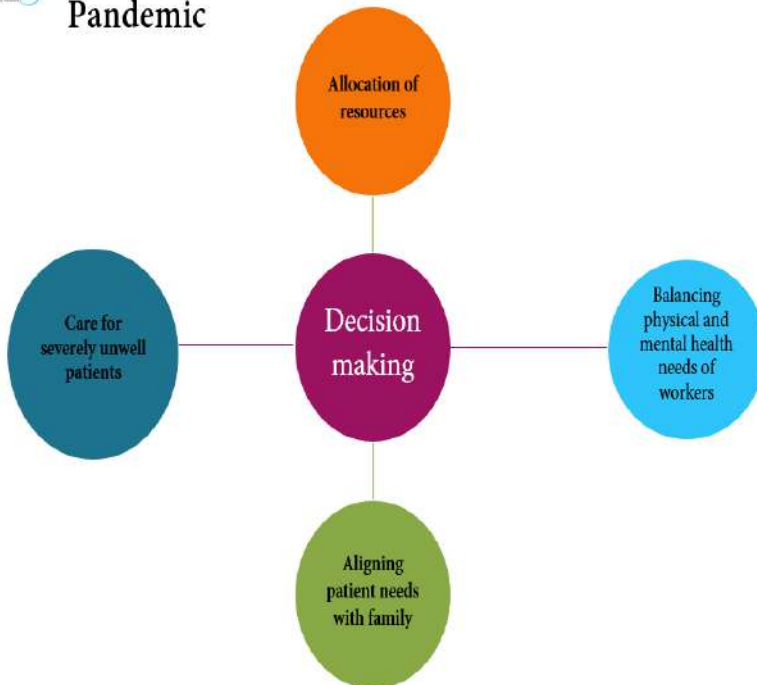 Pandemic
Allocation of
resources
Care for
severely unwell
patients
Decision
making
Balancing
physical and
mental health
needs of
workers
Aligning
patient needs
with family